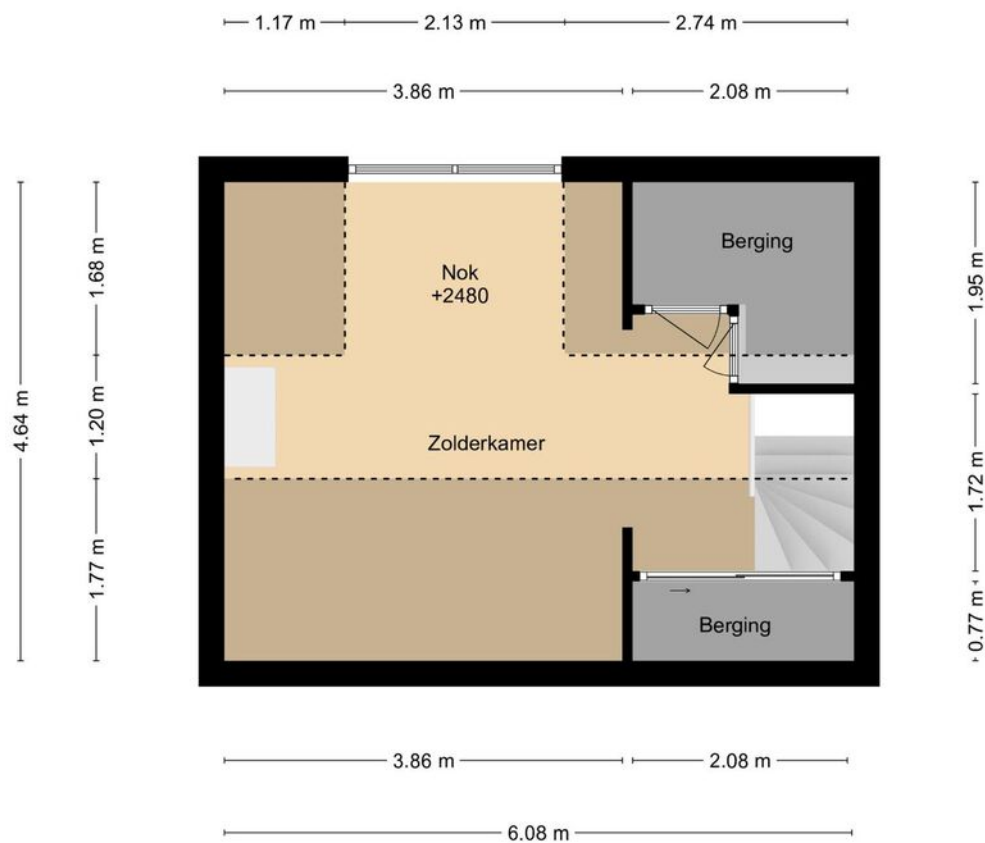 1.17 m
2.13 m
2.74 m
3.86 m
2.08 m
4.64 m
1.68 m
1.20 m
1.77 m
Nok
+2480
Berging
Zolderkamer
Berging
1.95 m
1.72 m
0.77 m
3.86 m
2.08 m
6.08 m